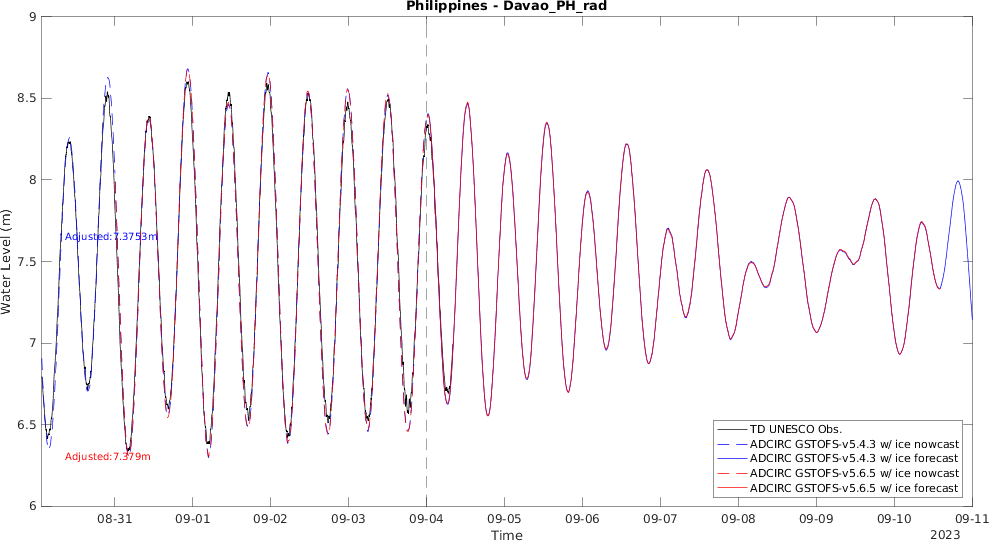 Philippines - Davao_PH_rad
9
8.5
8
7.5
7
6.5
6
Water Level (m)
Adjusted:7.3753m
Adjusted:7.379m
TD UNESCO Obs.
ADCIRC GSTOFS-v5.4.3 w/ ice nowcast
ADCIRC GSTOFS-v5.4.3 w/ ice forecast
ADCIRC GSTOFS-v5.6.5 w/ ice nowcast
ADCIRC GSTOFS-v5.6.5 w/ ice forecast
08-31 09-01 09-02 09-03 09-04 09-05 09-06 09-07 09-08 09-09 09-10 09-11
Time
2023